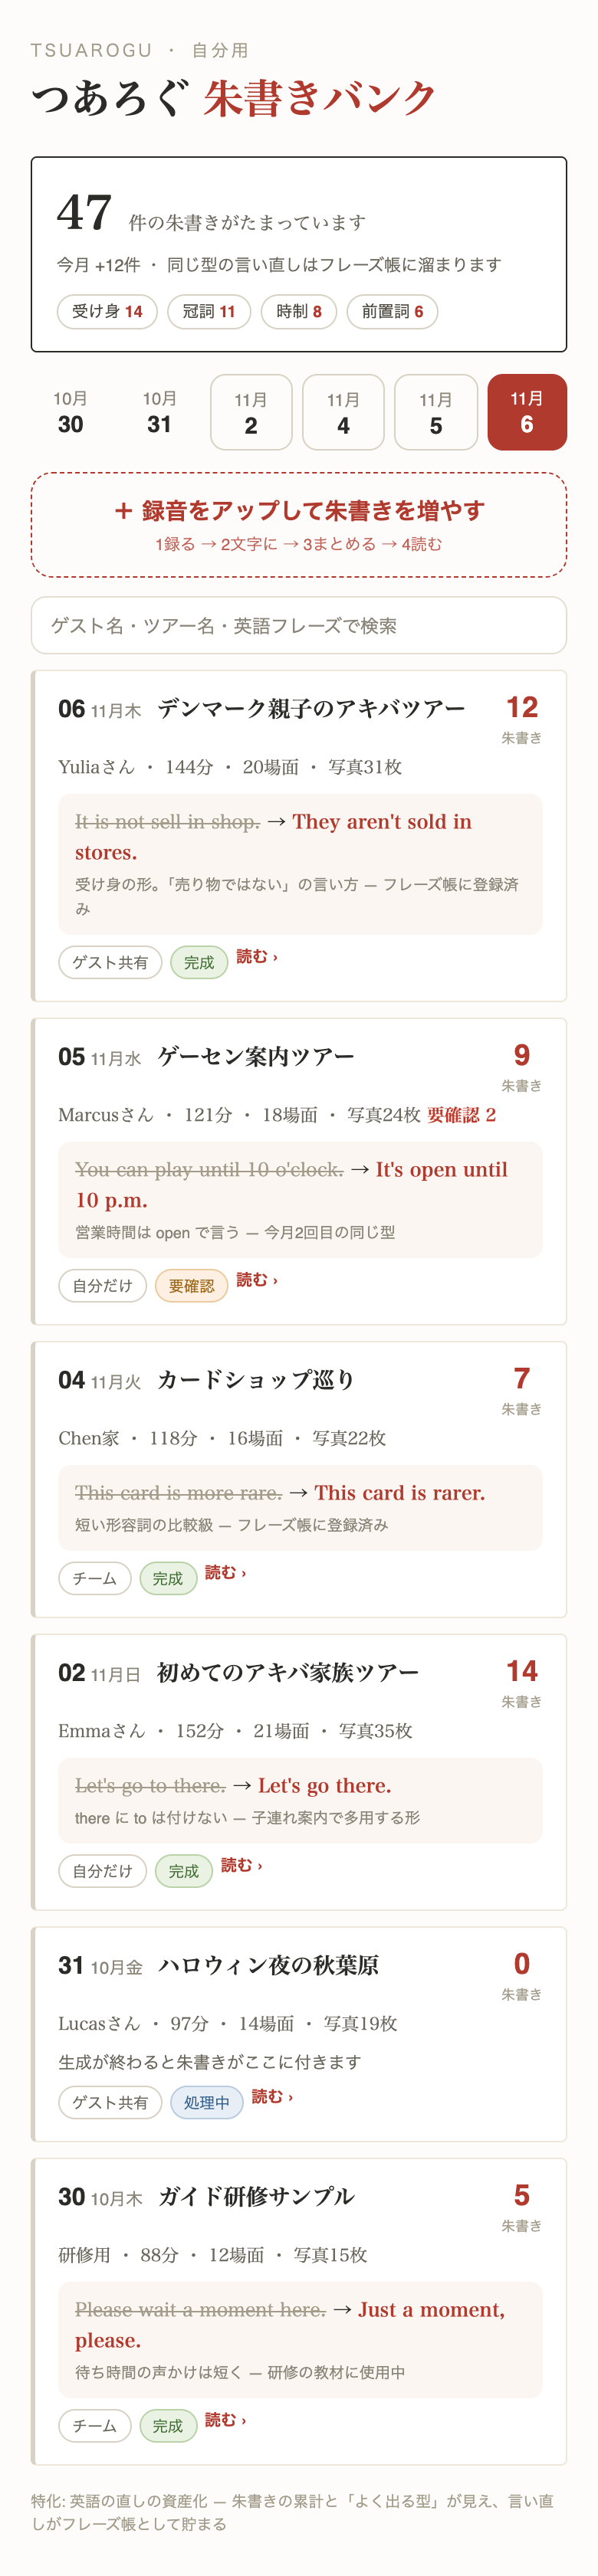 TSUAROGU ・ 自分用
つあろぐ 朱書きバンク
47 件の朱書きがたまっています
今月 +12件 ・ 同じ型の言い直しはフレーズ帳に溜まります
受け身 14 冠詞 11 時制 8 前置詞 6
10月 10月 11月 11月 11月 11月
30 31 2 4 5 6
＋ 録音をアップして朱書きを増やす
1録る → 2文字に → 3まとめる → 4読む
ゲスト名・ツアー名・英語フレーズで検索
06 11月木 デンマーク親子のアキバツアー 12
朱書き
Yuliaさん ・ 144分 ・ 20場面 ・ 写真31枚
It is not sell in shop. → They aren't sold in
stores.
受け身の形。「売り物ではない」の言い方 — フレーズ帳に登録済
み
ゲスト共有 完成 読む ›
05 11月水 ゲーセン案内ツアー 9
朱書き
Marcusさん ・ 121分 ・ 18場面 ・ 写真24枚 要確認 2
You can play until 10 o'clock. → It's open until
10 p.m.
営業時間は open で言う — 今月2回目の同じ型
自分だけ 要確認 読む ›
04 11月火 カードショップ巡り 7
朱書き
Chen家 ・ 118分 ・ 16場面 ・ 写真22枚
This card is more rare. → This card is rarer.
短い形容詞の比較級 — フレーズ帳に登録済み
チーム 完成 読む ›
02 11月日 初めてのアキバ家族ツアー 14
朱書き
Emmaさん ・ 152分 ・ 21場面 ・ 写真35枚
Let's go to there. → Let's go there.
there に to は付けない — 子連れ案内で多用する形
自分だけ 完成 読む ›
31 10月金 ハロウィン夜の秋葉原 0
朱書き
Lucasさん ・ 97分 ・ 14場面 ・ 写真19枚
生成が終わると朱書きがここに付きます
ゲスト共有 処理中 読む ›
30 10月木 ガイド研修サンプル 5
朱書き
研修用 ・ 88分 ・ 12場面 ・ 写真15枚
Please wait a moment here. → Just a moment,
please.
待ち時間の声かけは短く — 研修の教材に使用中
チーム 完成 読む ›
特化: 英語の直しの資産化 — 朱書きの累計と「よく出る型」が見え、言い直
しがフレーズ帳として貯まる